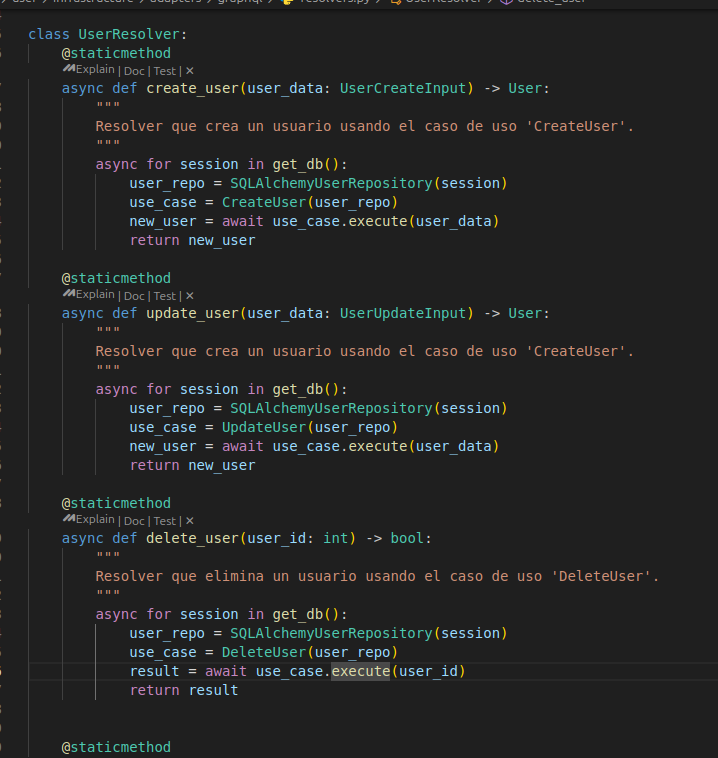 user > infrastructure > adapters > graphql > resolvers.py > UserResolver > delete_user
class UserResolver:
@staticmethod
Explain | Doc | Test | ✕
async def create_user(user_data: UserCreateInput) -> User:
"""
Resolver que crea un usuario usando el caso de uso 'CreateUser'.
"""
async for session in get_db():
user_repo = SQLAlchemyUserRepository(session)
use_case = CreateUser(user_repo)
new_user = await use_case.execute(user_data)
return new_user
@staticmethod
Explain | Doc | Test | ✕
async def update_user(user_data: UserUpdateInput) -> User:
"""
Resolver que crea un usuario usando el caso de uso 'CreateUser'.
"""
async for session in get_db():
user_repo = SQLAlchemyUserRepository(session)
use_case = UpdateUser(user_repo)
new_user = await use_case.execute(user_data)
return new_user
@staticmethod
Explain | Doc | Test | ✕
async def delete_user(user_id: int) -> bool:
"""
Resolver que elimina un usuario usando el caso de uso 'DeleteUser'.
"""
async for session in get_db():
user_repo = SQLAlchemyUserRepository(session)
use_case = DeleteUser(user_repo)
result = await use_case.execute(user_id)
return result
@staticmethod